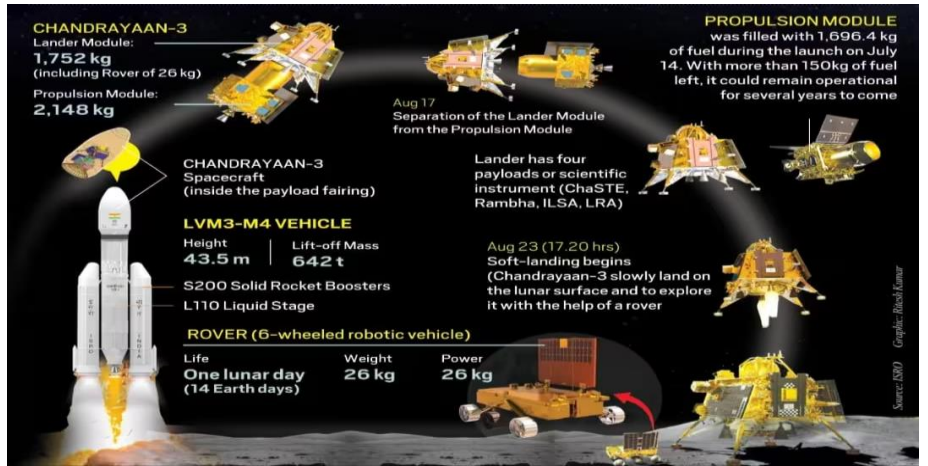 CHANDRAYAAN-3
Lander Module:
1,752 kg
(including Rover of 26 kg)
Propulsion Module:
2,148 kg
PROPULSION MODULE
was filled with 1,696.4 kg
of fuel during the launch on July
14. With more than 150kg of fuel
left, it could remain operational
for several years to come
Aug 17
Separation of the Lander Module
from the Propulsion Module
CHANDRAYAAN-3
Spacecraft
(inside the payload fairing)
Lander has four
payloads or scientific
instrument (ChaSTE,
Rambha, ILSA, LRA)
LVM3-M4 VEHICLE
Height
43.5 m
Lift-off Mass
642 t
S200 Solid Rocket Boosters
L110 Liquid Stage
Aug 23 (17.20 hrs)
Soft-landing begins
(Chandrayaan-3 slowly land on
the lunar surface and to explore
it with the help of a rover
ROVER (6-wheeled robotic vehicle)
Life
One lunar day
(14 Earth days)
Weight
26 kg
Power
26 kg
Source: ISRO Graphic: Ritesh Kumar